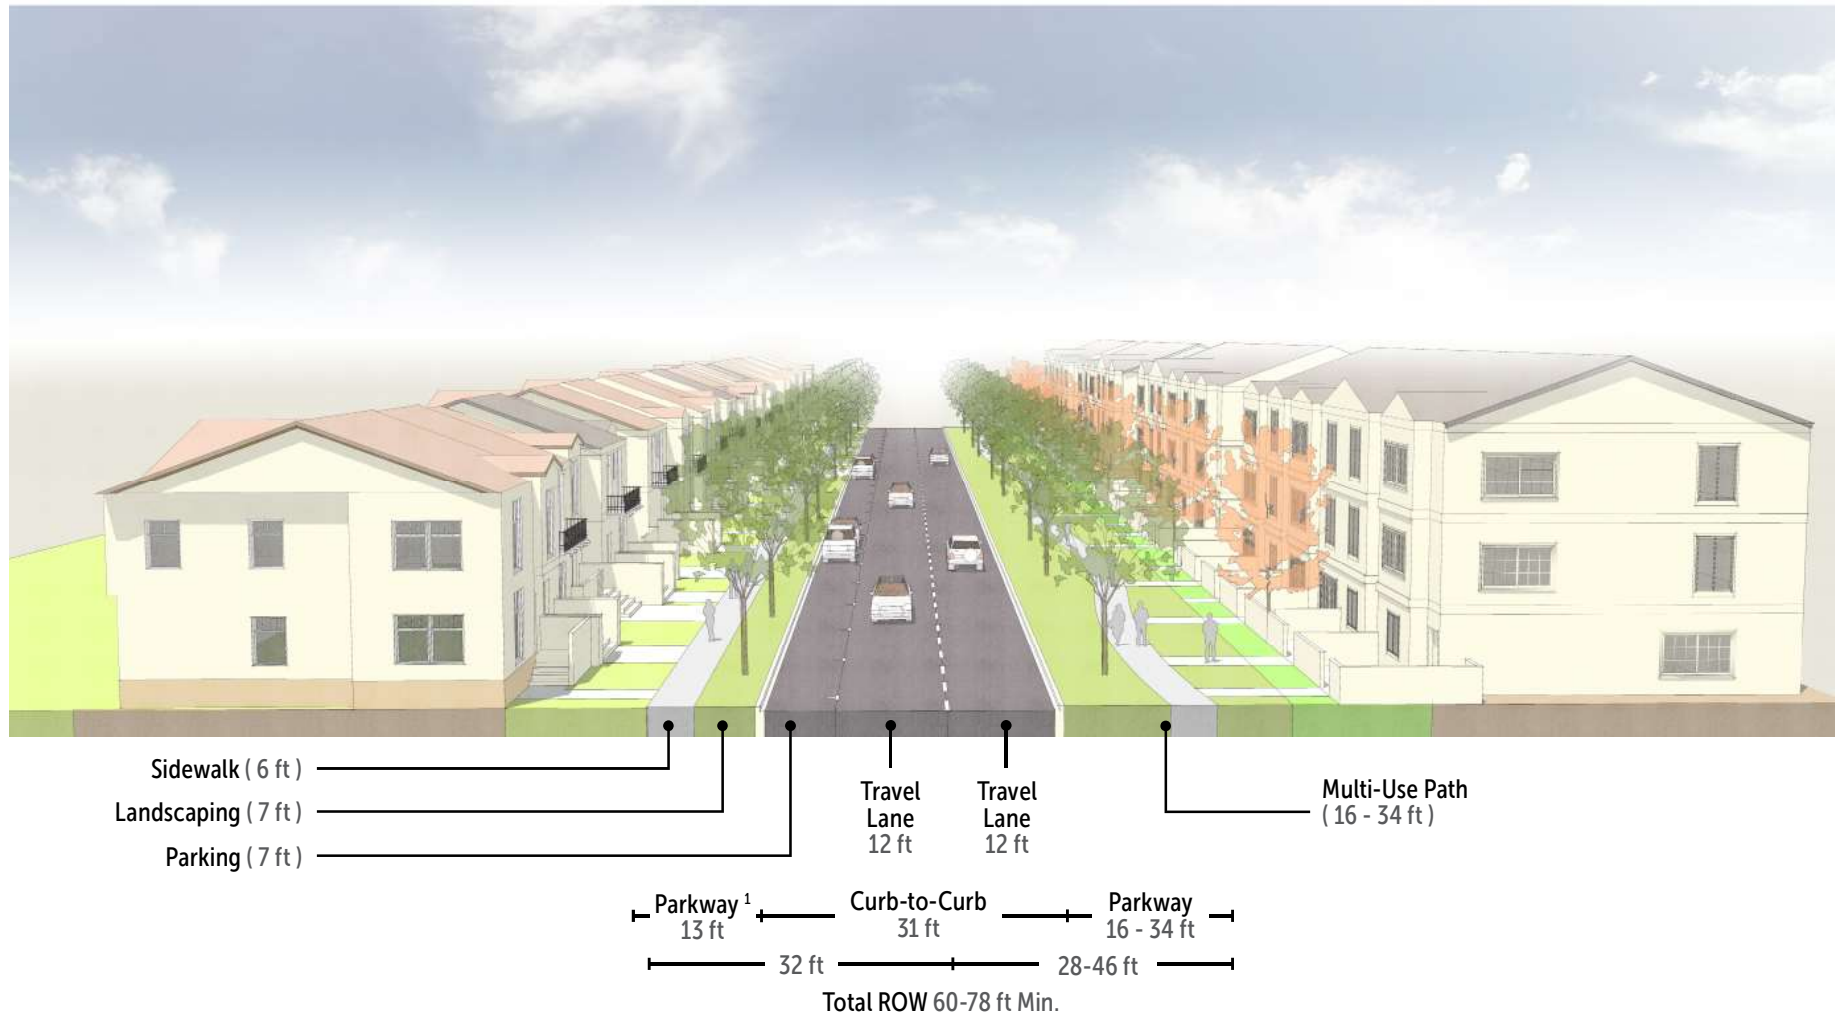 Sidewalk ( 6 ft )
Landscaping ( 7 ft )
Parking ( 7 ft )
Travel
Lane
12 ft
Travel
Lane
12 ft
Multi-Use Path
( 16 - 34 ft )
Parkway 1
13 ft
Curb-to-Curb
31 ft
Parkway
16 - 34 ft
32 ft
28-46 ft
Total ROW 60-78 ft Min.